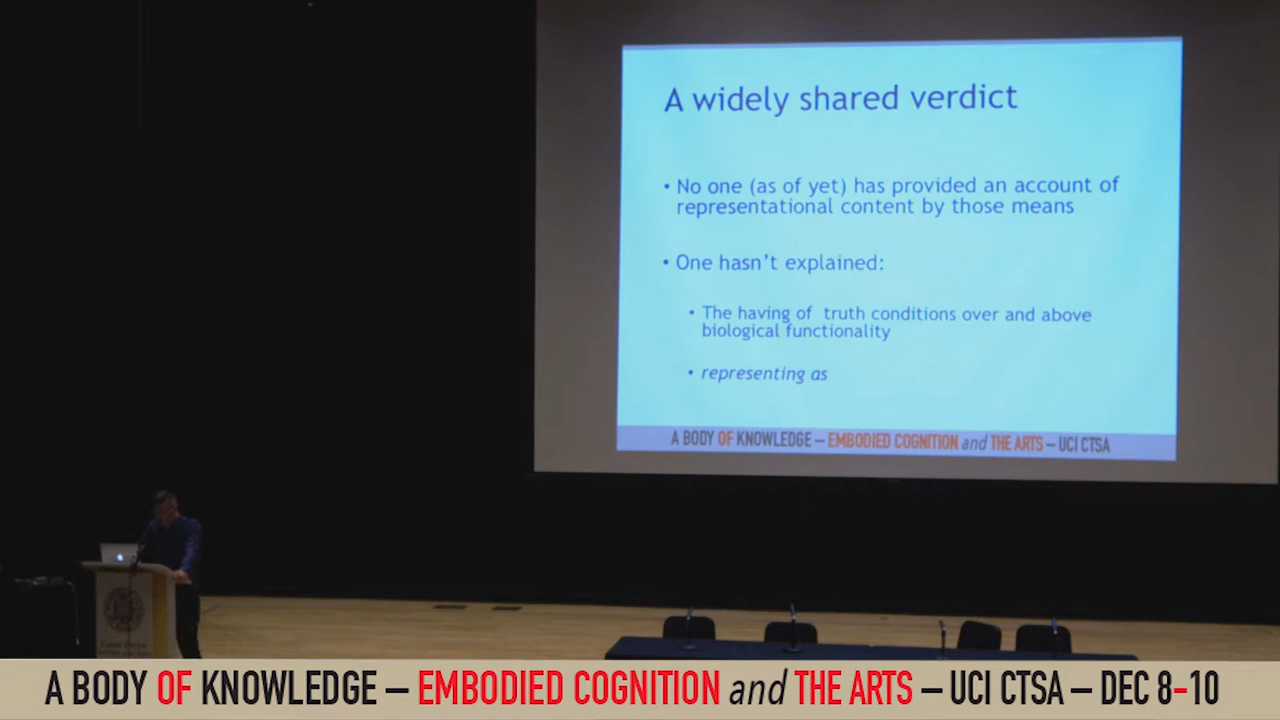 A widely shared verdict
• No one (as of yet) has provided an account of
representational content by those means
• One hasn't explained:
• The having of truth conditions over and above
biological functionality
• representing as
A BODY OF KNOWLEDGE – EMBODIED COGNITION and THE ARTS – UCI CTSA
A BODY OF KNOWLEDGE – EMBODIED COGNITION and THE ARTS – UCI CTSA – DEC 8-10